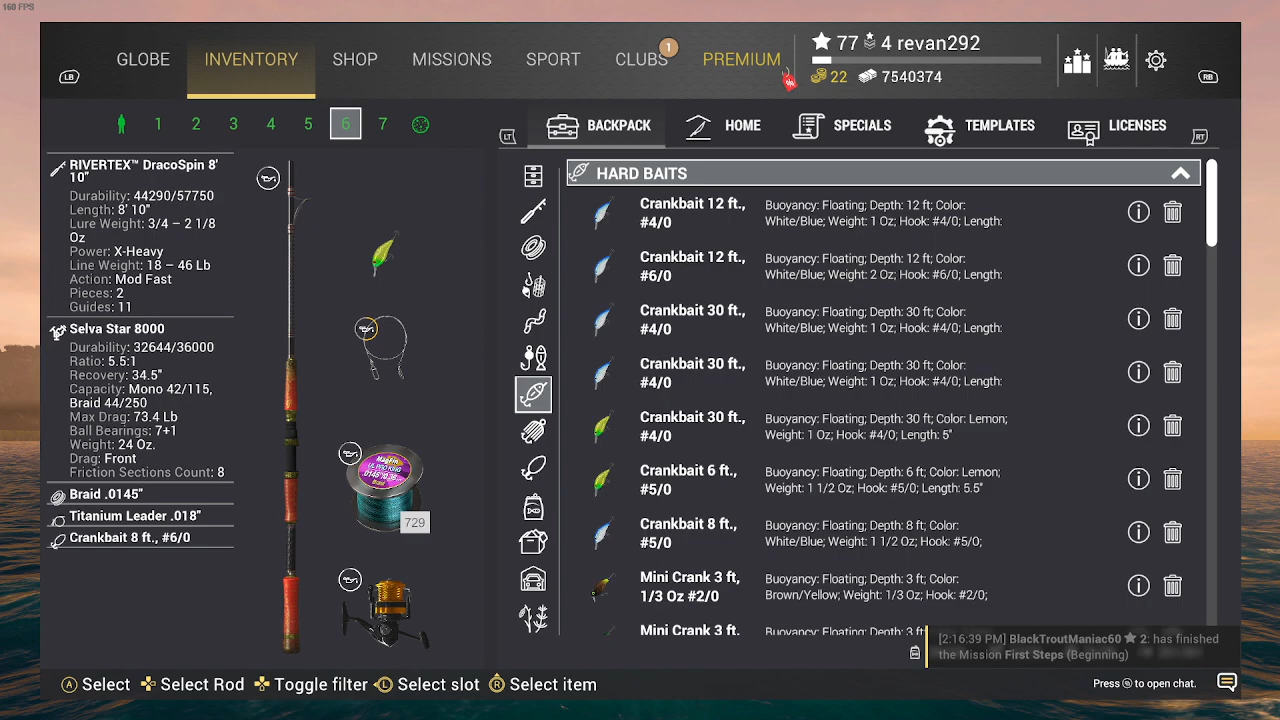 160 FPS
GLOBE INVENTORY SHOP MISSIONS SPORT CLUBS 1 PREMIUM
77 4 revan292
22 7540374
LB
RB
1 2 3 4 5 6 7
LT BACKPACK HOME SPECIALS TEMPLATES LICENSES RT
RIVERTEX™ DracoSpin 8'
10"
Durability: 44290/57750
Length: 8' 10"
Lure Weight: 3/4 – 2 1/8
Oz
Power: X-Heavy
Line Weight: 18 – 46 Lb
Action: Mod Fast
Pieces: 2
Guides: 11
Selva Star 8000
Durability: 32644/36000
Ratio: 5.5:1
Recovery: 34.5"
Capacity: Mono 42/115,
Braid 44/250
Max Drag: 73.4 Lb
Ball Bearings: 7+1
Weight: 24 Oz.
Drag: Front
Friction Sections Count: 8
Braid .0145"
Titanium Leader .018"
Crankbait 8 ft., #6/0
MagFin
Braid
729
HARD BAITS
Crankbait 12 ft.,
#4/0
Buoyancy: Floating; Depth: 12 ft; Color:
White/Blue; Weight: 1 Oz; Hook: #4/0; Length:
Crankbait 12 ft.,
#6/0
Buoyancy: Floating; Depth: 12 ft; Color:
White/Blue; Weight: 2 Oz; Hook: #6/0; Length:
Crankbait 30 ft.,
#4/0
Buoyancy: Floating; Depth: 30 ft; Color:
White/Blue; Weight: 1 Oz; Hook: #4/0; Length:
Crankbait 30 ft.,
#4/0
Buoyancy: Floating; Depth: 30 ft; Color:
White/Blue; Weight: 1 Oz; Hook: #4/0; Length:
Crankbait 30 ft.,
#4/0
Buoyancy: Floating; Depth: 30 ft; Color: Lemon;
Weight: 1 Oz; Hook: #4/0; Length: 5"
Crankbait 6 ft.,
#5/0
Buoyancy: Floating; Depth: 6 ft; Color: Lemon;
Weight: 1 1/2 Oz; Hook: #5/0; Length: 5.5"
Crankbait 8 ft.,
#5/0
Buoyancy: Floating; Depth: 8 ft; Color:
White/Blue; Weight: 1 1/2 Oz; Hook: #5/0;
Mini Crank 3 ft,
1/3 Oz #2/0
Buoyancy: Floating; Depth: 3 ft; Color:
Brown/Yellow; Weight: 1/3 Oz; Hook: #2/0;
Mini Crank 3 ft.
Buoyancy: Floating; Depth: 3 ft;
[2:16:39 PM] BlackTroutManiac60 2: has finished
the Mission First Steps (Beginning)
A Select Select Rod Toggle filter L Select slot R Select item
Press to open chat.